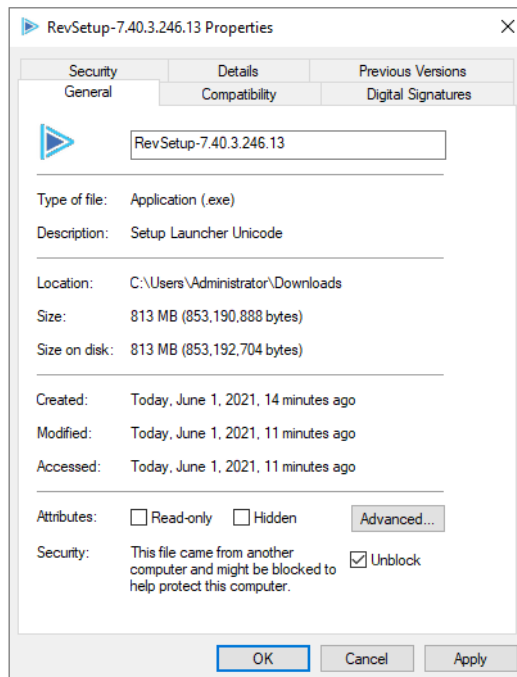 RevSetup-7.40.3.246.13 Properties
Security Details Previous Versions
General Compatibility Digital Signatures
RevSetup-7.40.3.246.13
Type of file: Application (.exe)
Description: Setup Launcher Unicode
Location: C:\Users\Administrator\Downloads
Size: 813 MB (853,190,888 bytes)
Size on disk: 813 MB (853,192,704 bytes)
Created: Today, June 1, 2021, 14 minutes ago
Modified: Today, June 1, 2021, 11 minutes ago
Accessed: Today, June 1, 2021, 11 minutes ago
Attributes: Read-only Hidden Advanced...
Security: This file came from another
computer and might be blocked to
help protect this computer.
Unblock
OK Cancel Apply